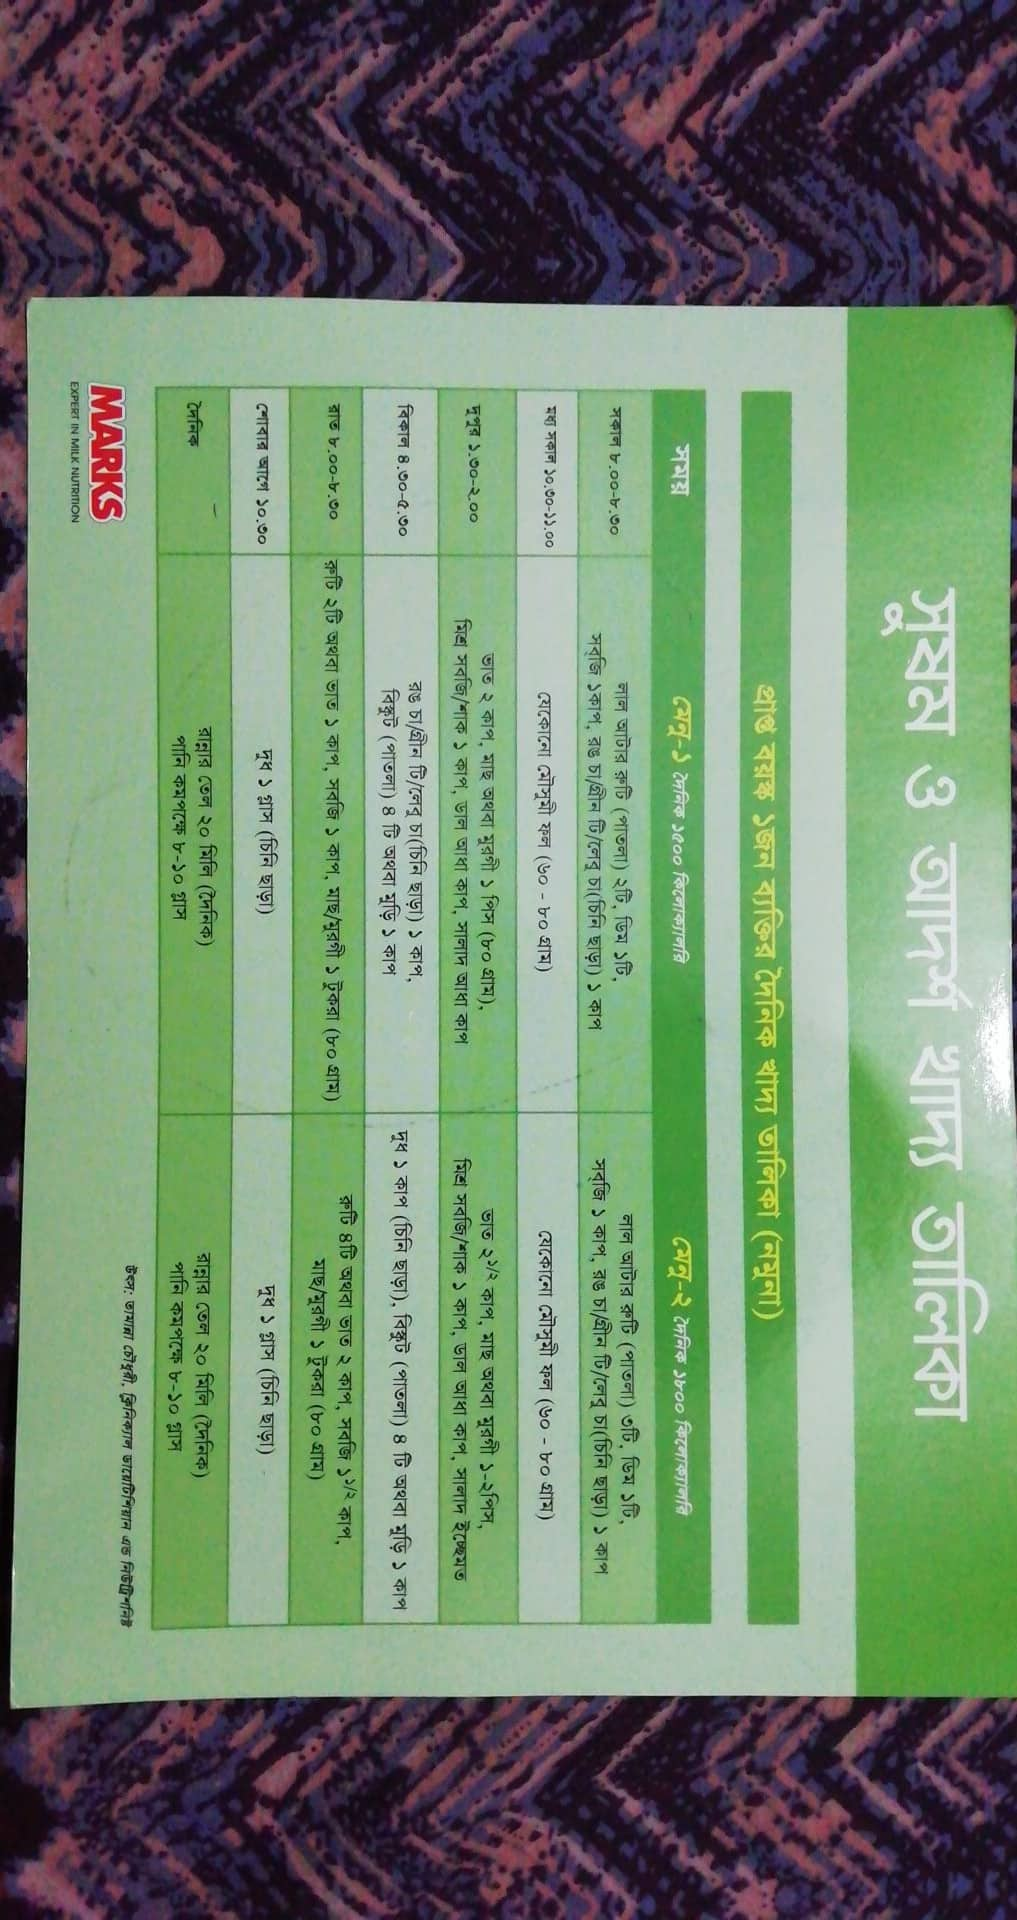 সুষম ও আদর্শ খাদ্য তালিকা
প্রাপ্ত বয়স্ক ১জন ব্যক্তির দৈনিক খাদ্য তালিকা (নমুনা)
সময়
মেনু-১ দৈনিক ১৫০০ কিলোক্যালরি
মেনু-২ দৈনিক ১৮০০ কিলোক্যালরি
সকাল ৮.০০-৮.৩০
লাল আটার রুটি (পাতলা) ২টি, ডিম ১টি,
সবজি ১কাপ, রঙ চা/গ্রীন টি/লেবু চা(চিনি ছাড়া) ১ কাপ
লাল আটার রুটি (পাতলা) ৩টি, ডিম ১টি,
সবজি ১ কাপ, রঙ চা/গ্রীন টি/লেবু চা(চিনি ছাড়া) ১ কাপ
মধ্য সকাল ১০.৩০-১১.০০
যেকোনো মৌসুমী ফল (৬০ - ৮০ গ্রাম)
যেকোনো মৌসুমী ফল (৬০ - ৮০ গ্রাম)
দুপুর ১.৩০-২.০০
ভাত ২ কাপ, মাছ অথবা মুরগী ১ পিস (৮০ গ্রাম),
মিশ্র সবজি/শাক ১ কাপ, ডাল আধা কাপ, সালাদ আধা কাপ
ভাত ২১/২ কাপ, মাছ অথবা মুরগী ১-২পিস,
মিশ্র সবজি/শাক ১ কাপ, ডাল আধা কাপ, সালাদ ইচ্ছেমত
বিকাল ৪.৩০-৫.৩০
রঙ চা/গ্রীন টি/লেবু চা(চিনি ছাড়া) ১ কাপ,
বিস্কুট (পাতলা) ৪ টি অথবা মুড়ি ১ কাপ
দুধ ১ কাপ (চিনি ছাড়া), বিস্কুট (পাতলা) ৪ টি অথবা মুড়ি ১ কাপ
রাত ৮.০০-৮.৩০
রুটি ২টি অথবা ভাত ১ কাপ, সবজি ১ কাপ, মাছ/মুরগী ১ টুকরা (৮০ গ্রাম)
রুটি ৪টি অথবা ভাত ২ কাপ, সবজি ১১/২ কাপ,
মাছ/মুরগী ১ টুকরা (৮০ গ্রাম)
শোবার আগে ১০.৩০
দুধ ১ গ্লাস (চিনি ছাড়া)
দুধ ১ গ্লাস (চিনি ছাড়া)
দৈনিক
রান্নার তেল ২০ মিলি (দৈনিক)
পানি কমপক্ষে ৮-১০ গ্লাস
রান্নার তেল ২০ মিলি (দৈনিক)
পানি কমপক্ষে ৮-১০ গ্লাস
উৎস: তামান্না চৌধুরী, ক্লিনিক্যাল ডায়েটিশিয়ান এন্ড নিউট্রিশনিষ্ট
MARKS
EXPERT IN MILK NUTRITION